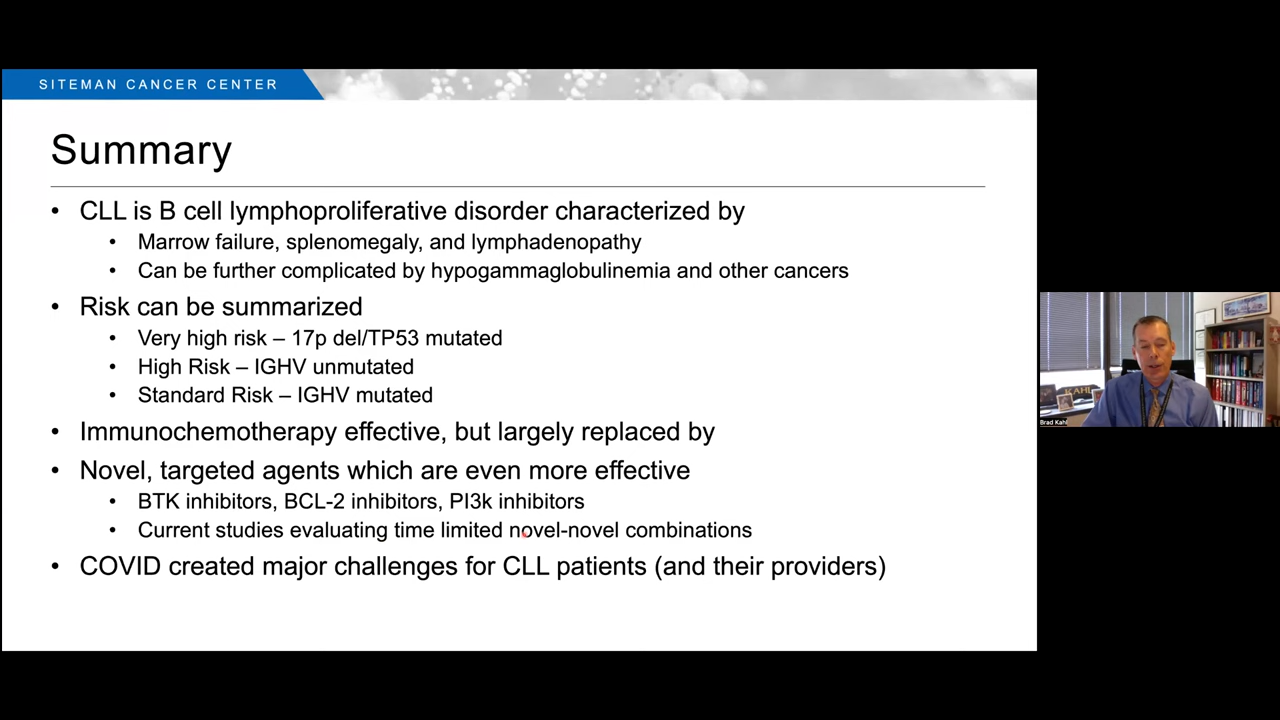 SITEMAN CANCER CENTER
Summary
• CLL is B cell lymphoproliferative disorder characterized by
• Marrow failure, splenomegaly, and lymphadenopathy
• Can be further complicated by hypogammaglobulinemia and other cancers
• Risk can be summarized
• Very high risk – 17p del/TP53 mutated
• High Risk – IGHV unmutated
• Standard Risk – IGHV mutated
• Immunochemotherapy effective, but largely replaced by
• Novel, targeted agents which are even more effective
• BTK inhibitors, BCL-2 inhibitors, PI3k inhibitors
• Current studies evaluating time limited novel-novel combinations
• COVID created major challenges for CLL patients (and their providers)
KAHL
Brad Kahl